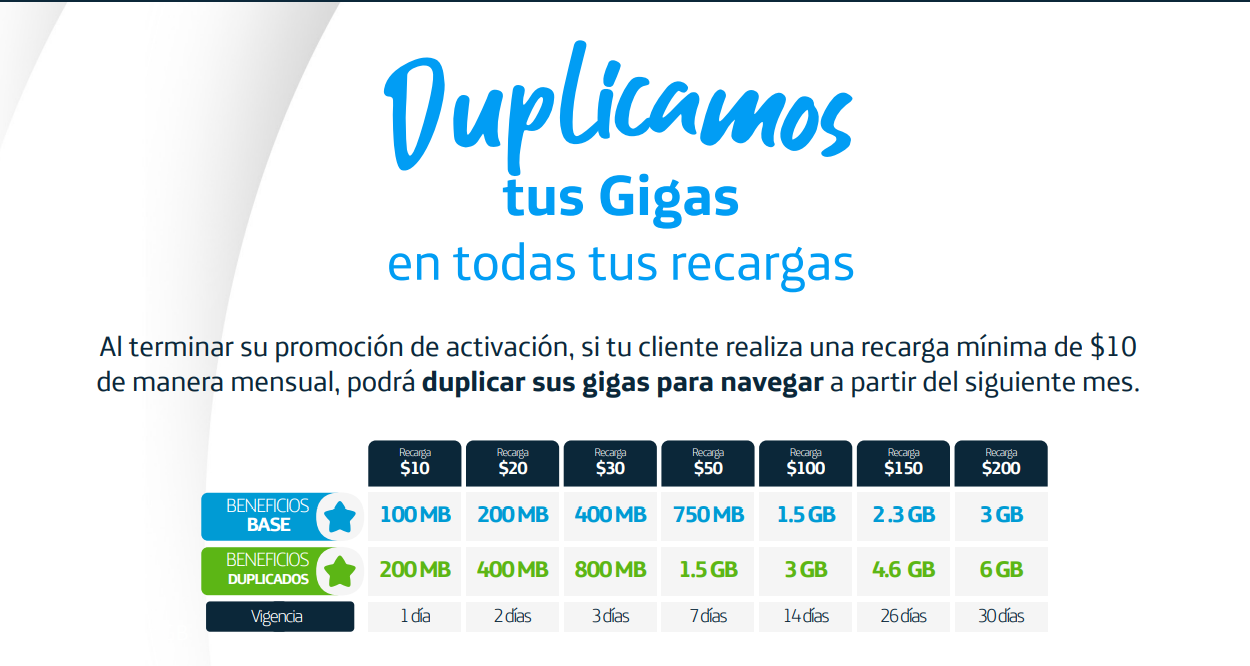 Duplicamos
tus Gigas
en todas tus recargas
Al terminar su promoción de activación, si tu cliente realiza una recarga mínima de $10
de manera mensual, podrá duplicar sus gigas para navegar a partir del siguiente mes.
Recarga Recarga Recarga Recarga Recarga Recarga Recarga
$10 $20 $30 $50 $100 $150 $200
BENEFICIOS
BASE
100 MB 200 MB 400 MB 750 MB 1.5 GB 2.3 GB 3 GB
BENEFICIOS
DUPLICADOS
200 MB 400 MB 800 MB 1.5 GB 3 GB 4.6 GB 6 GB
Vigencia 1 día 2 días 3 días 7 días 14 días 26 días 30 días